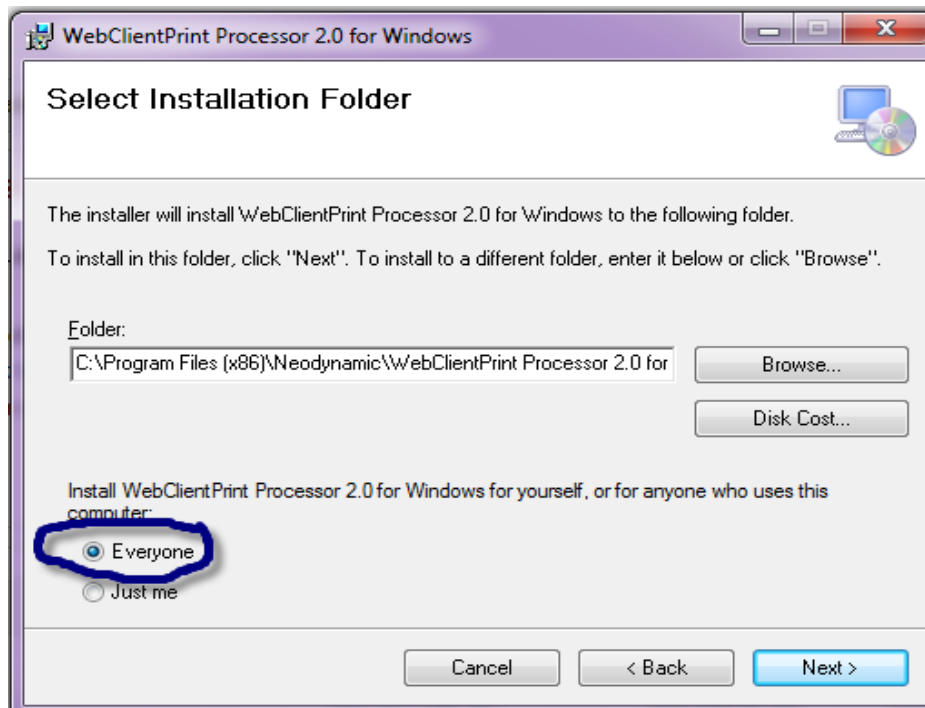 WebClientPrint Processor 2.0 for Windows
Select Installation Folder
The installer will install WebClientPrint Processor 2.0 for Windows to the following folder.
To install in this folder, click "Next". To install to a different folder, enter it below or click "Browse".
Folder:
C:\Program Files (x86)\Neodynamic\WebClientPrint Processor 2.0 for
Browse...
Disk Cost...
Install WebClientPrint Processor 2.0 for Windows for yourself, or for anyone who uses this
computer:
Everyone
Just me
Cancel
< Back
Next >